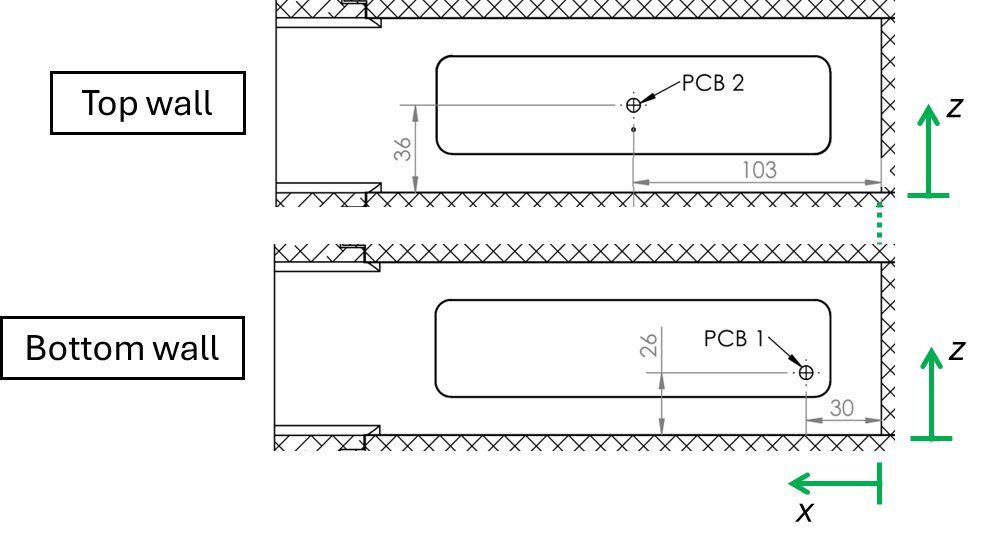 PCB 2
Top wall
z
36
103
26
PCB 1
z
Bottom wall
30
x